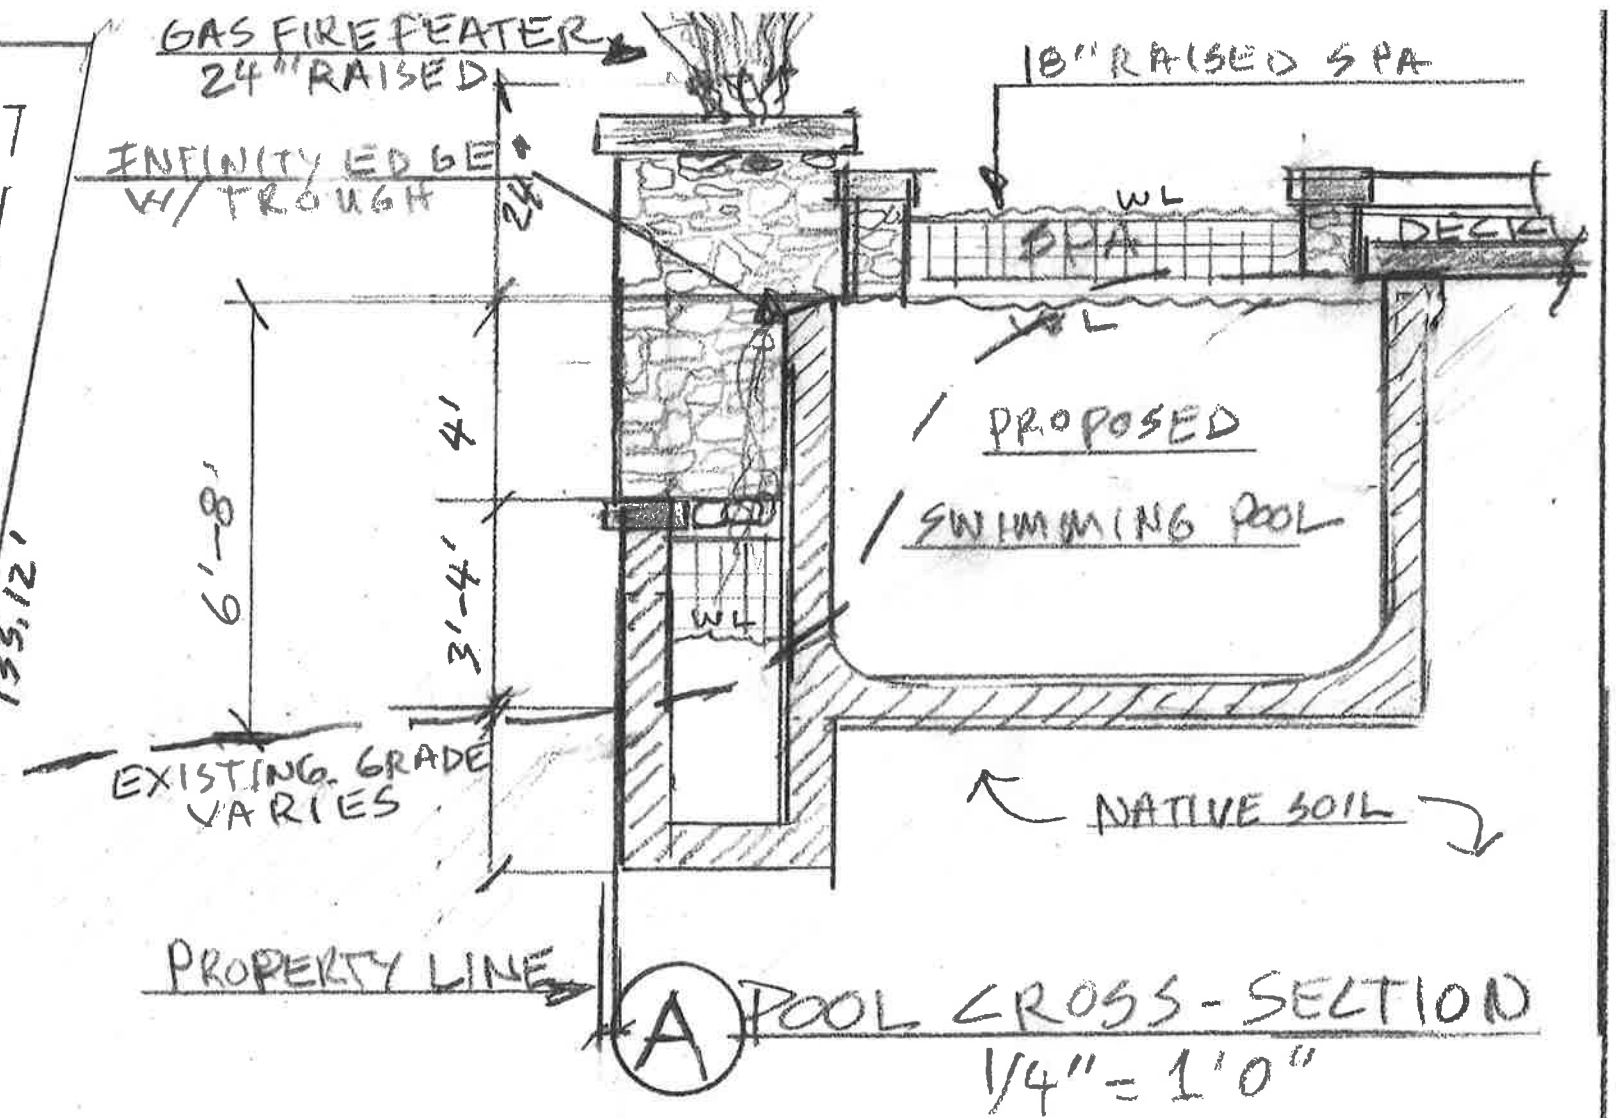 GAS FIRE FEATER
24" RAISED
18" RAISED SPA
INFINITY EDGE
W/ TROUGH
24"
WL
SPA
DECK
WL
4'
PROPOSED
SWIMMING POOL
6'-8'
3'-4'
WL
135.12'
EXISTING GRADE
VARIES
NATIVE SOIL
PROPERTY LINE
A
POOL CROSS-SECTION
1/4" = 1'0"